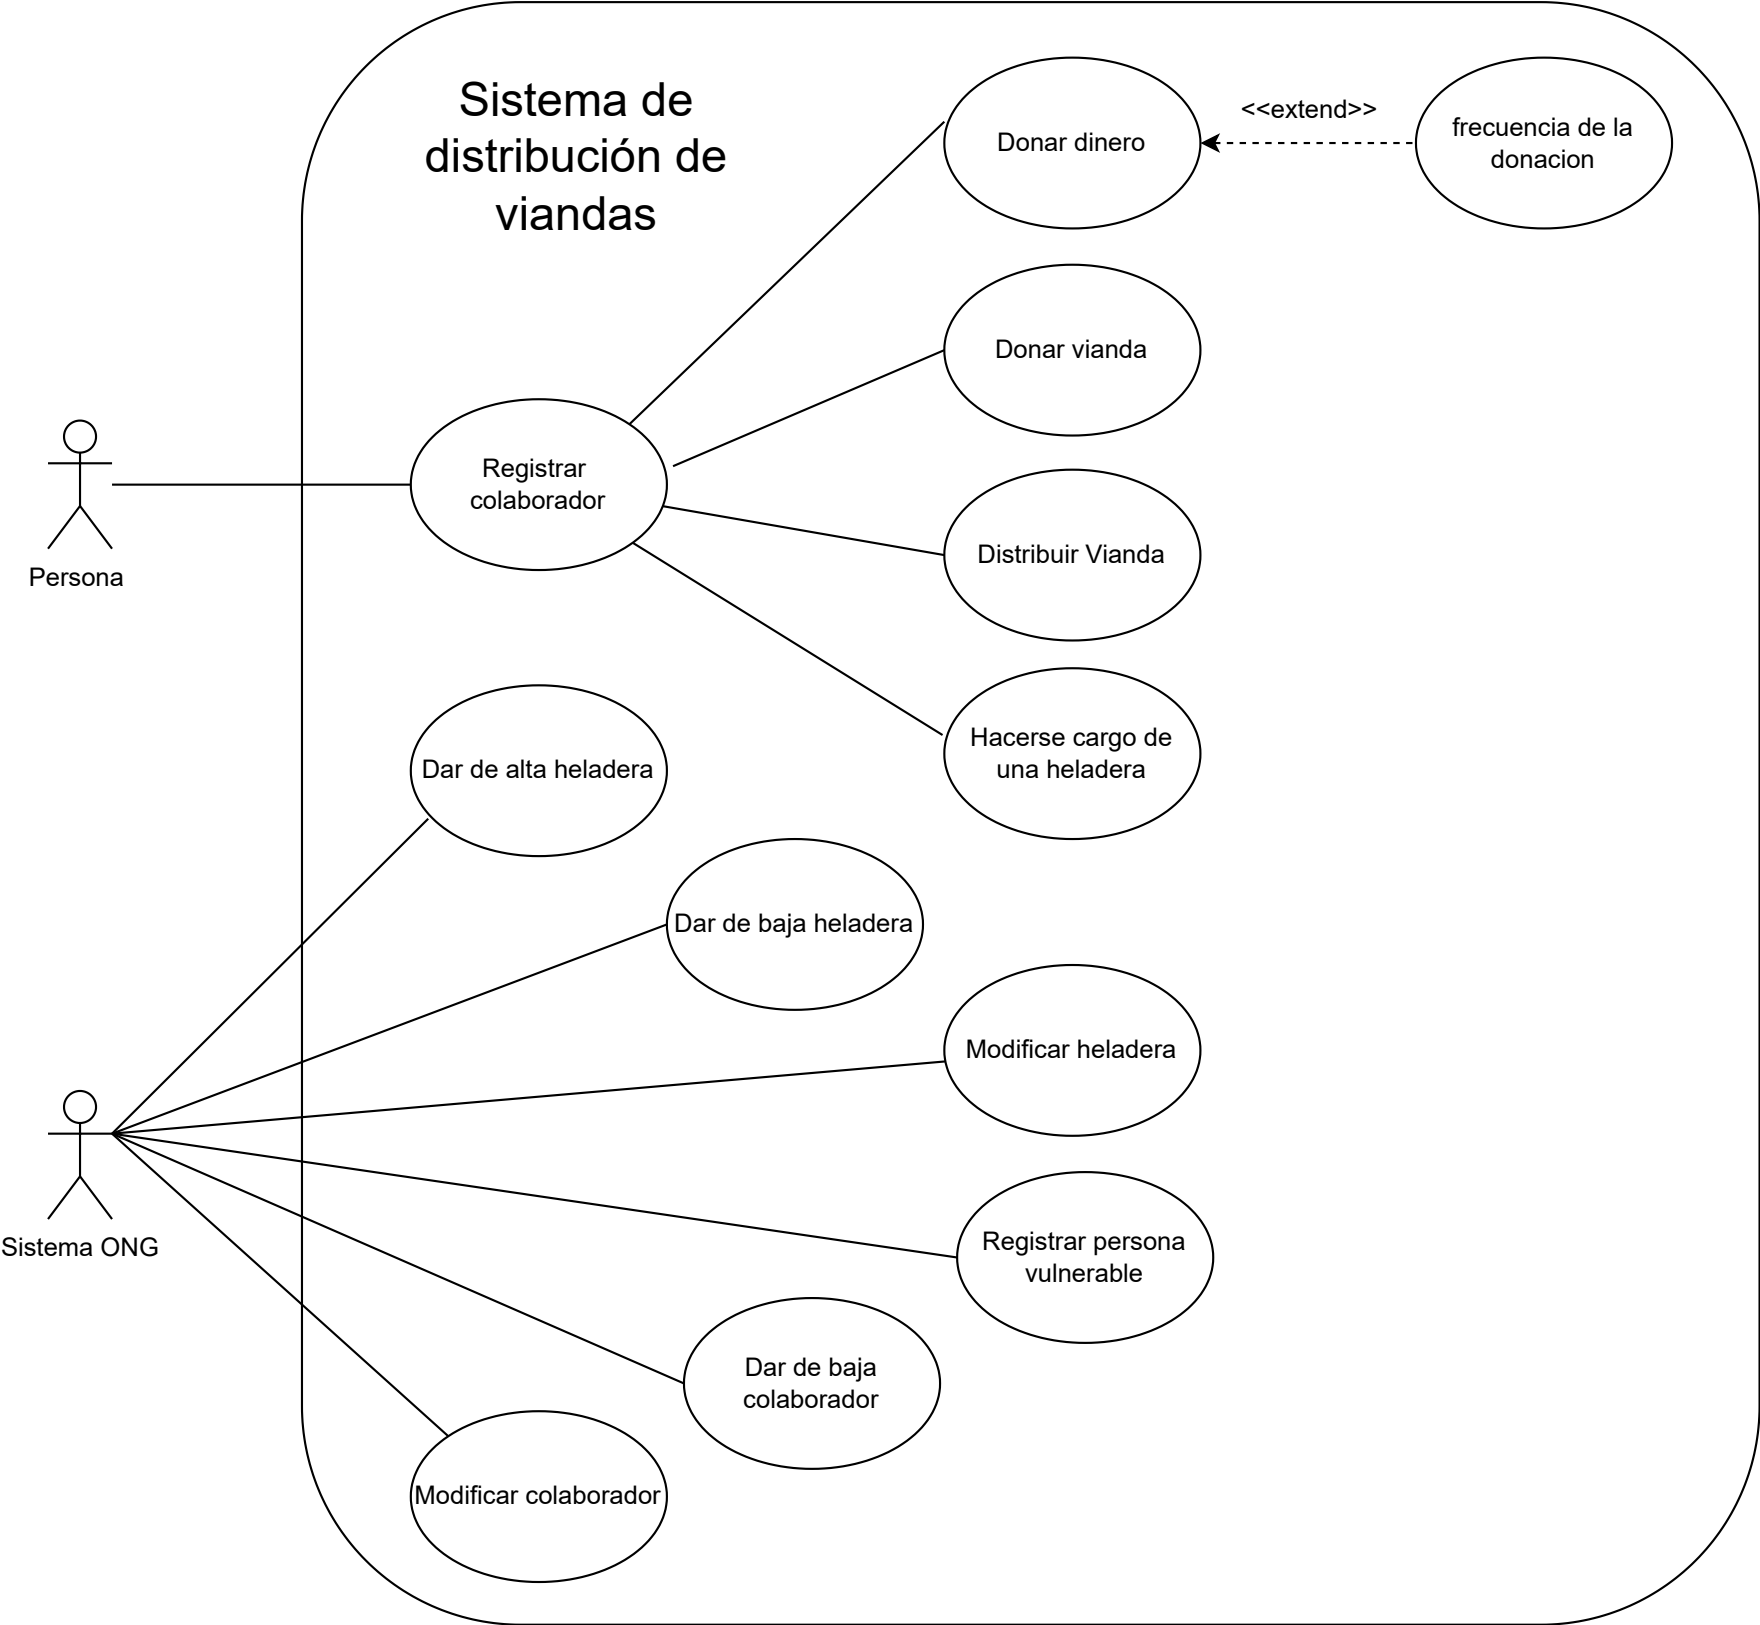 Sistema de
distribución de
viandas
Donar dinero
<<extend>>
frecuencia de la
donacion
Donar vianda
Registrar
colaborador
Distribuir Vianda
Persona
Hacerse cargo de
una heladera
Dar de alta heladera
Dar de baja heladera
Modificar heladera
Sistema ONG
Registrar persona
vulnerable
Dar de baja
colaborador
Modificar colaborador